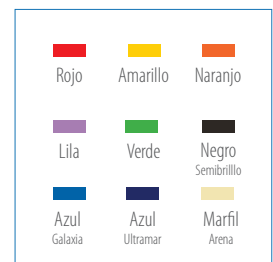 Rojo Amarillo Naranjo
Lila Verde Negro
Semibrilllo
Azul Azul Marfil
Galaxia Ultramar Arena